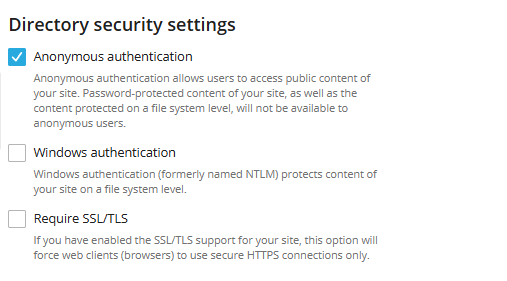 Directory security settings
Anonymous authentication
Anonymous authentication allows users to access public content of
your site. Password-protected content of your site, as well as the
content protected on a file system level, will not be available to
anonymous users.
Windows authentication
Windows authentication (formerly named NTLM) protects content of
your site on a file system level.
Require SSL/TLS
If you have enabled the SSL/TLS support for your site, this option will
force web clients (browsers) to use secure HTTPS connections only.